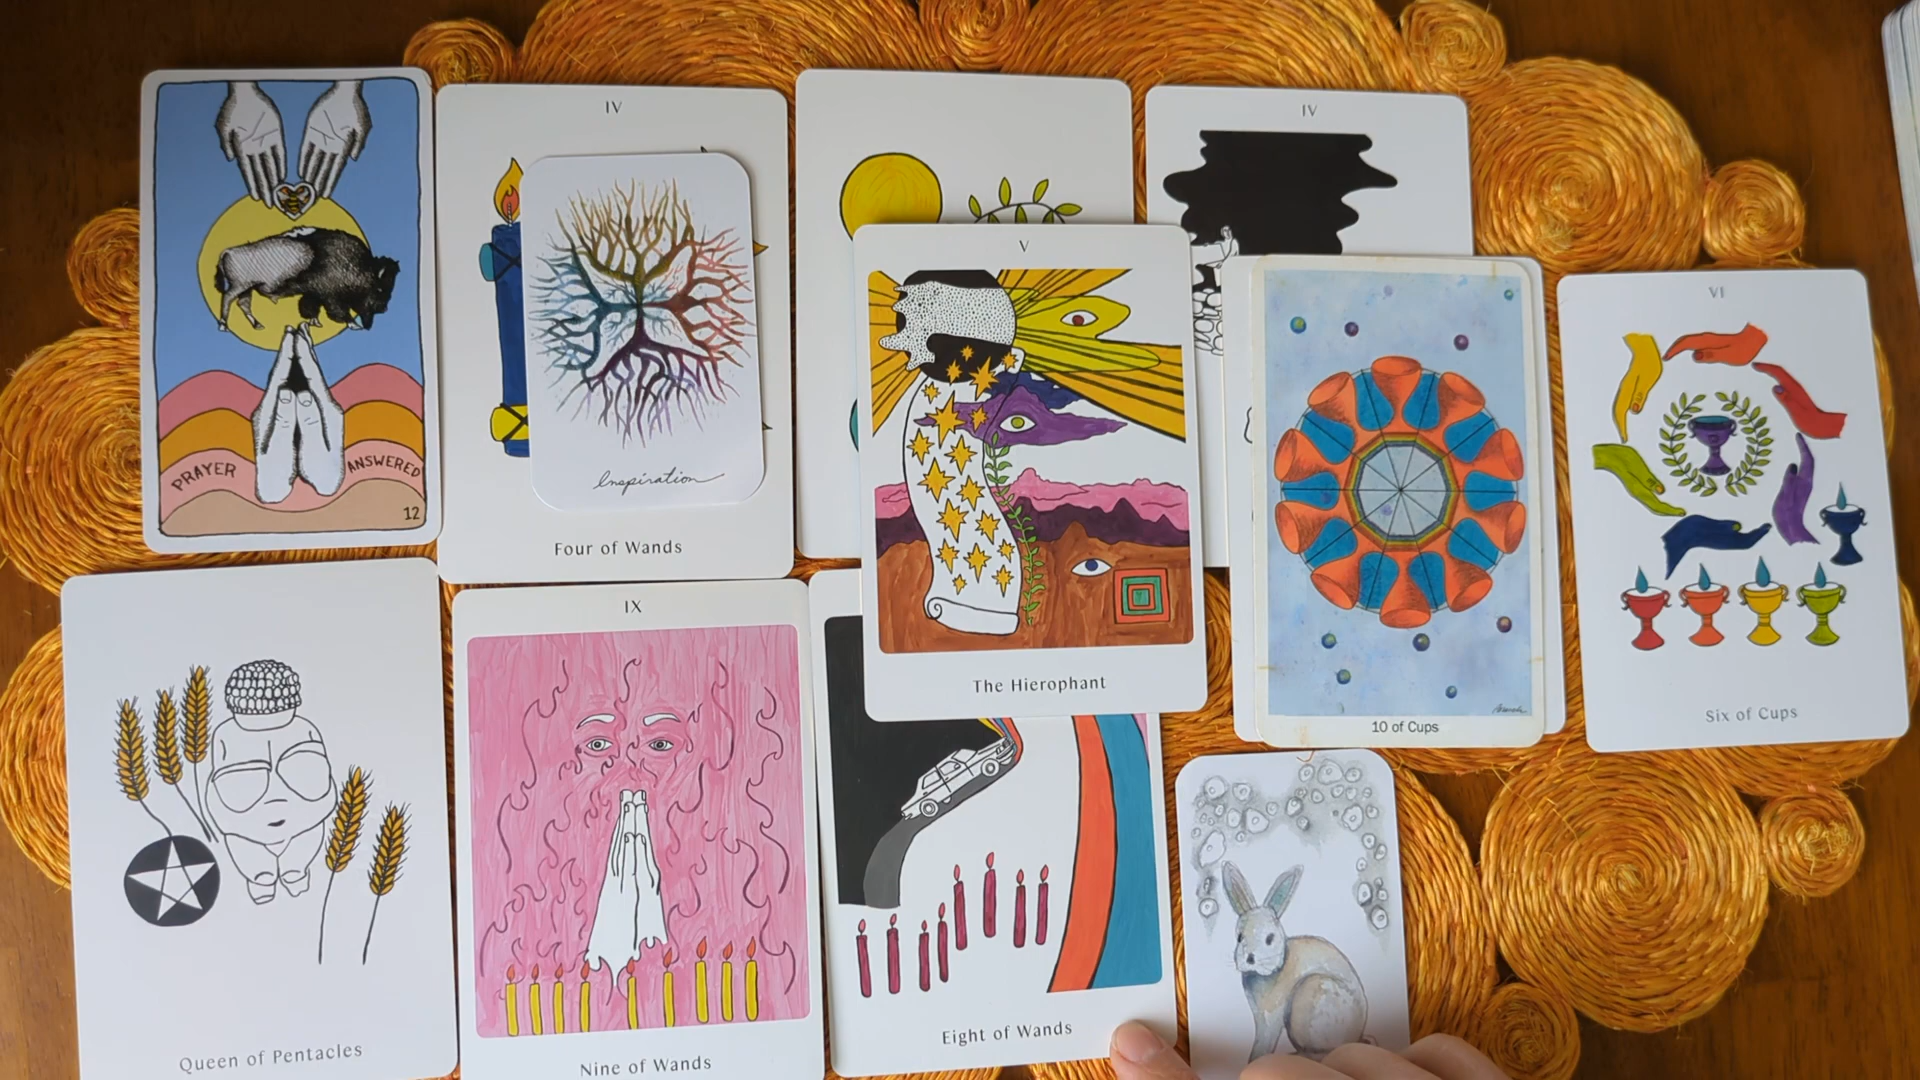 PRAYER ANSWERED
12
IV
Inspiration
Four of Wands
V
The Hierophant
IV
10 of Cups
VI
Six of Cups
Queen of Pentacles
IX
Nine of Wands
Eight of Wands